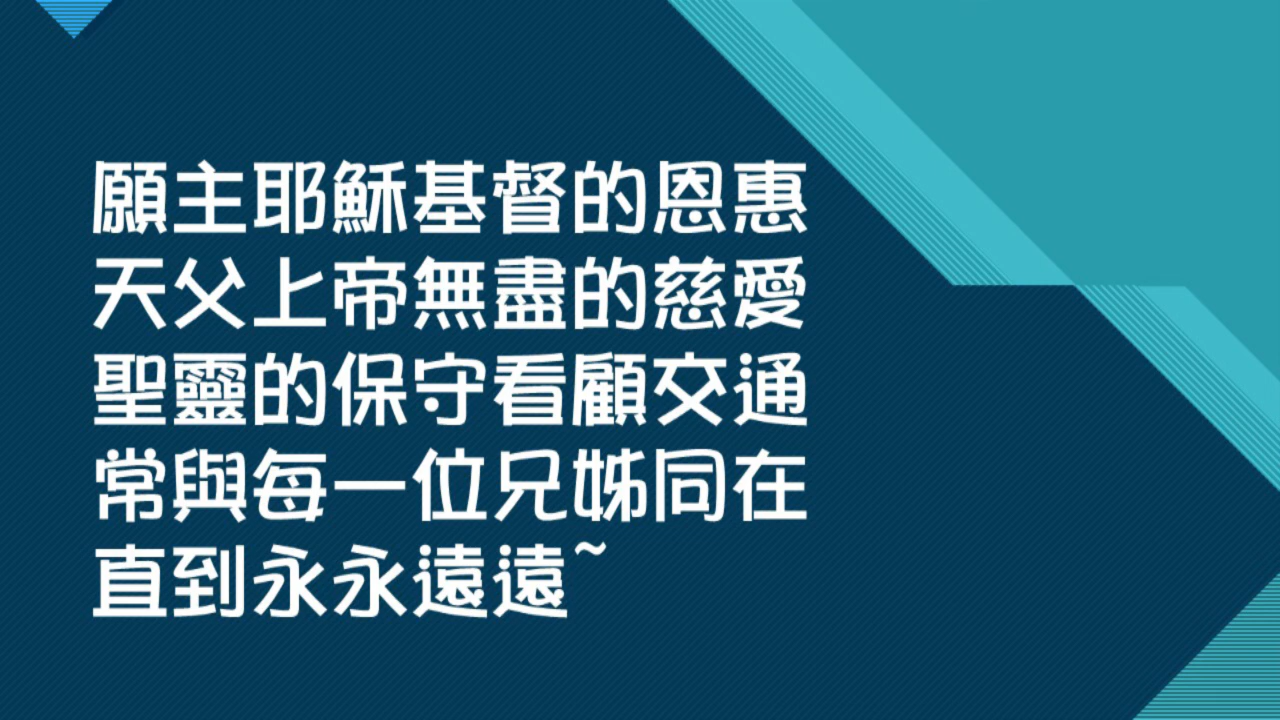 願主耶穌基督的恩惠
天父上帝無盡的慈愛
聖靈的保守看顧交通
常與每一位兄姊同在
直到永永遠遠~